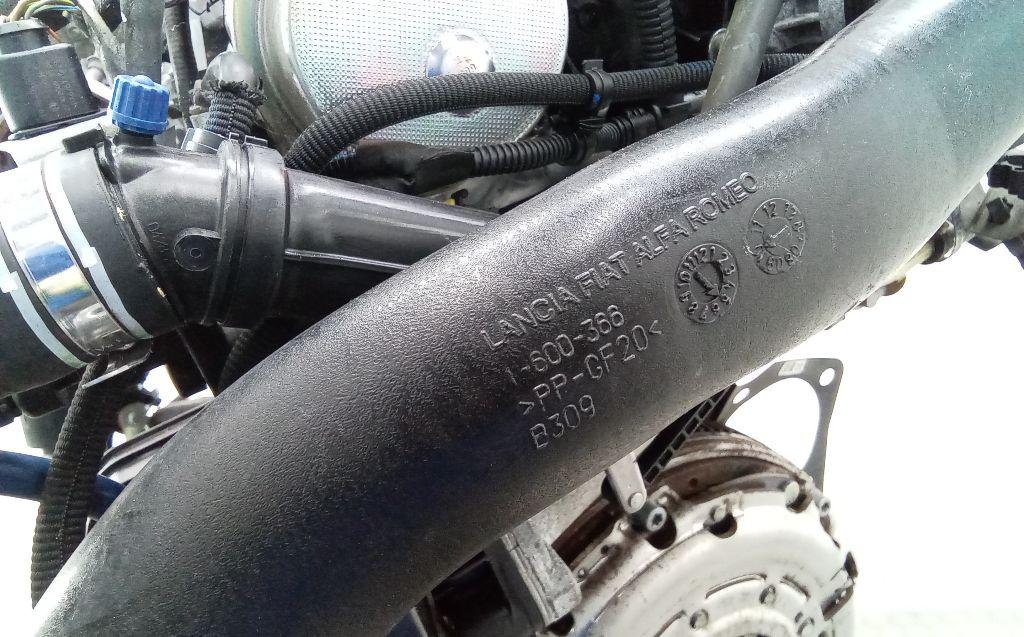 LANCIA FIAT ALFA ROMEO
1-600-366
>PP-GF20<
B309